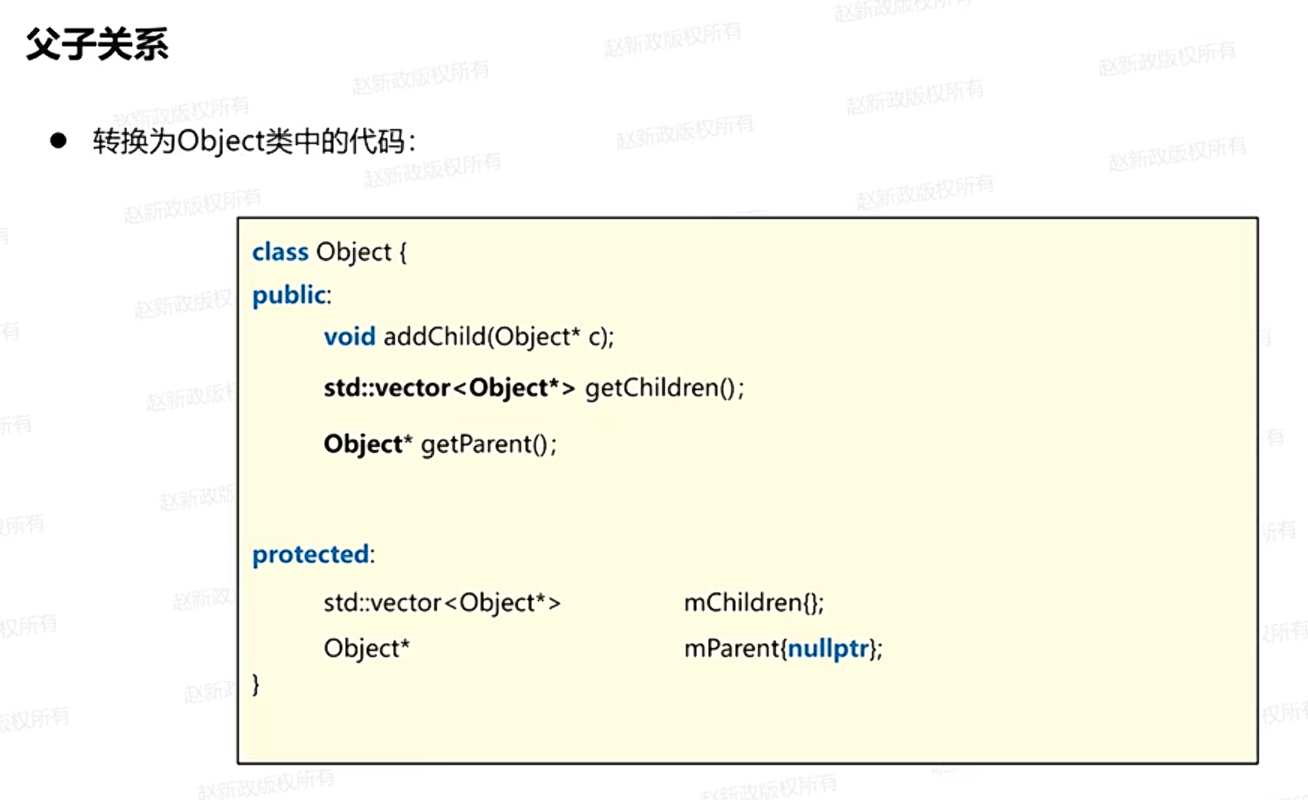 父子关系
● 转换为Object类中的代码：
class Object {
public:
void addChild(Object* c);
std::vector<Object*> getChildren();
Object* getParent();
protected:
std::vector<Object*> mChildren{};
Object* mParent{nullptr};
}
赵新政版权所有